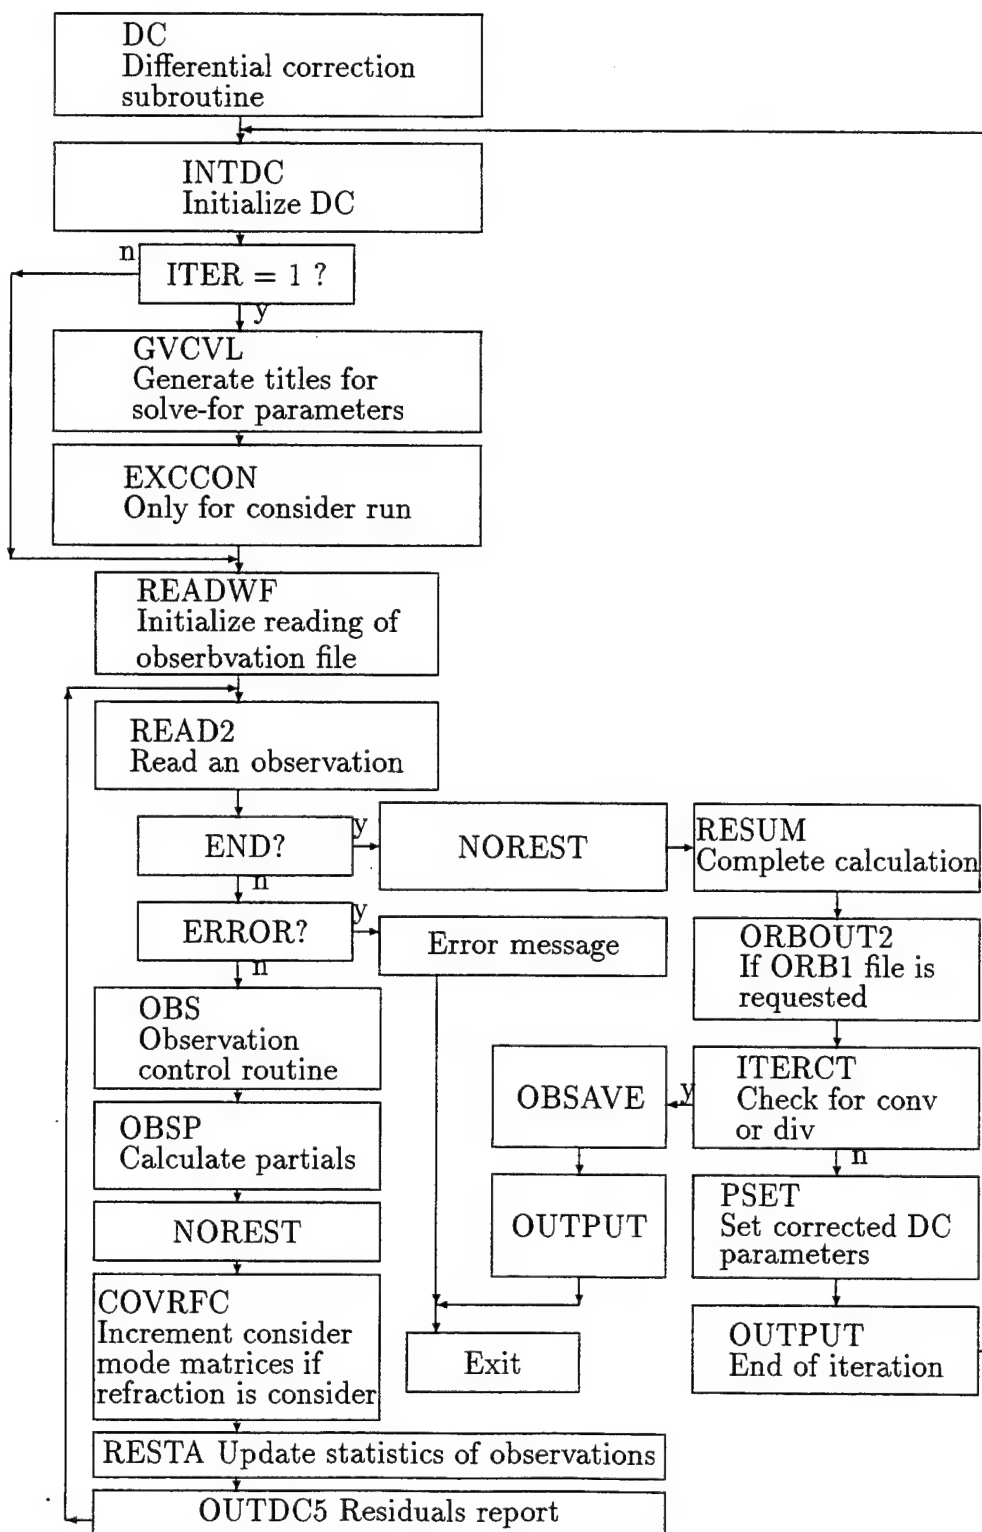 DC
Differential correction
subroutine
INTDC
Initialize DC
n
ITER = 1 ?
y
GVCVL
Generate titles for
solve-for parameters
EXCCON
Only for consider run
READWF
Initialize reading of
obserbvation file
READ2
Read an observation
END?
y
n
NOREST
RESUM
Complete calculation
ERROR?
y
n
Error message
ORBOUT2
If ORB1 file is
requested
OBS
Observation
control routine
OBSAVE
y
ITERCT
Check for conv
or div
n
OBSP
Calculate partials
OUTPUT
PSET
Set corrected DC
parameters
NOREST
COVRFC
Increment consider
mode matrices if
refraction is consider
Exit
OUTPUT
End of iteration
RESTA Update statistics of observations
OUTDC5 Residuals report